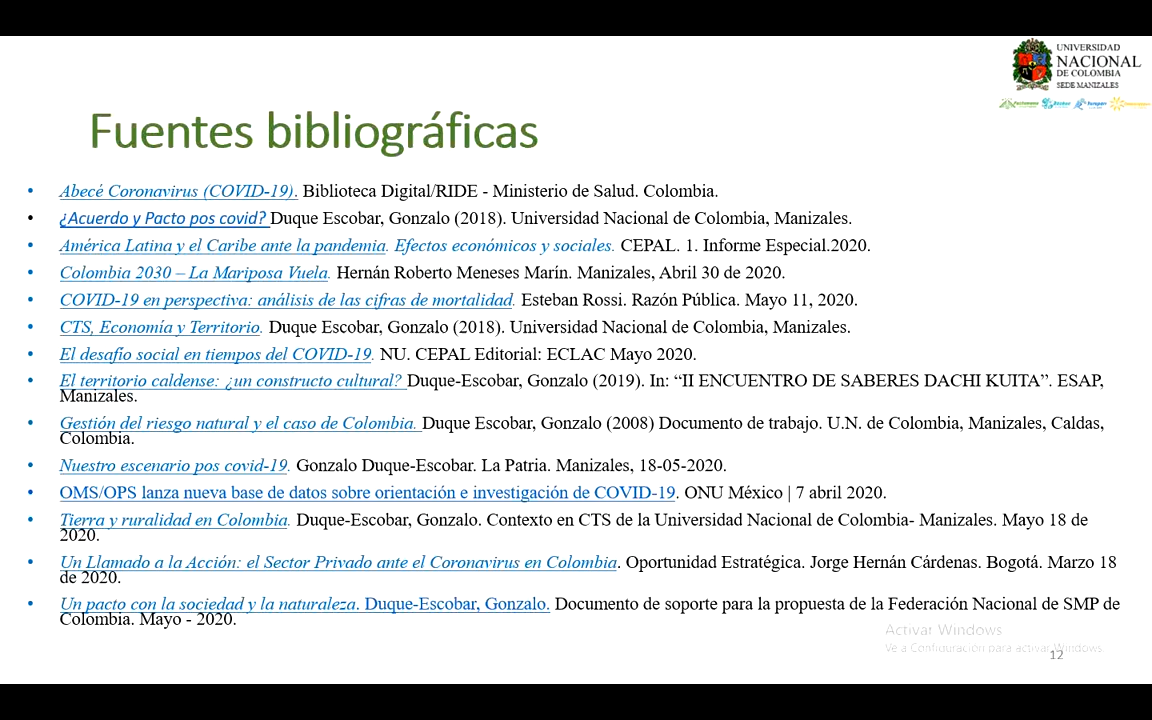 UNIVERSIDAD
NACIONAL
DE COLOMBIA
SEDE MANIZALES
Fuentes bibliográficas
• Abecé Coronavirus (COVID-19). Biblioteca Digital/RIDE - Ministerio de Salud. Colombia.
• ¿Acuerdo y Pacto pos covid? Duque Escobar, Gonzalo (2018). Universidad Nacional de Colombia, Manizales.
• América Latina y el Caribe ante la pandemia. Efectos económicos y sociales. CEPAL. 1. Informe Especial.2020.
• Colombia 2030 – La Mariposa Vuela. Hernán Roberto Meneses Marín. Manizales, Abril 30 de 2020.
• COVID-19 en perspectiva: análisis de las cifras de mortalidad. Esteban Rossi. Razón Pública. Mayo 11, 2020.
• CTS, Economía y Territorio. Duque Escobar, Gonzalo (2018). Universidad Nacional de Colombia, Manizales.
• El desafío social en tiempos del COVID-19. NU. CEPAL Editorial: ECLAC Mayo 2020.
• El territorio caldense: ¿un constructo cultural? Duque-Escobar, Gonzalo (2019). In: “II ENCUENTRO DE SABERES DACHI KUITA”. ESAP,
Manizales.
• Gestión del riesgo natural y el caso de Colombia. Duque Escobar, Gonzalo (2008) Documento de trabajo. U.N. de Colombia, Manizales, Caldas,
Colombia.
• Nuestro escenario pos covid-19. Gonzalo Duque-Escobar. La Patria. Manizales, 18-05-2020.
• OMS/OPS lanza nueva base de datos sobre orientación e investigación de COVID-19. ONU México | 7 abril 2020.
• Tierra y ruralidad en Colombia. Duque-Escobar, Gonzalo. Contexto en CTS de la Universidad Nacional de Colombia- Manizales. Mayo 18 de
2020.
• Un Llamado a la Acción: el Sector Privado ante el Coronavirus en Colombia. Oportunidad Estratégica. Jorge Hernán Cárdenas. Bogotá. Marzo 18
de 2020.
• Un pacto con la sociedad y la naturaleza. Duque-Escobar, Gonzalo. Documento de soporte para la propuesta de la Federación Nacional de SMP de
Colombia. Mayo - 2020.
Activar Windows
Ve a Configuración para activar Windows.
12